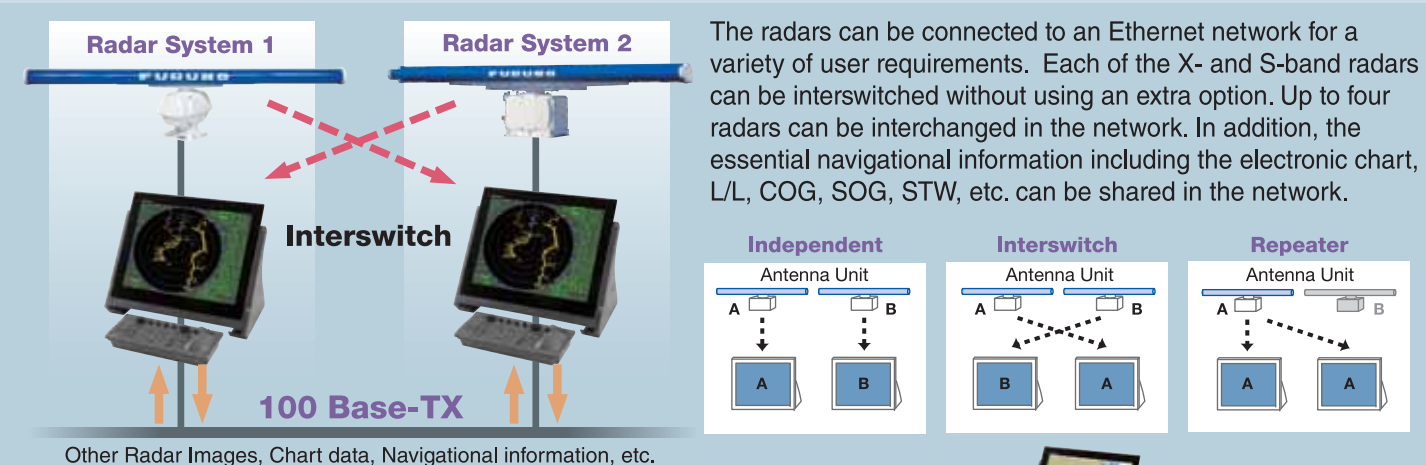 Radar System 1
Radar System 2
FURUNO
FURUNO
Interswitch
100 Base-TX
Other Radar Images, Chart data, Navigational information, etc.
The radars can be connected to an Ethernet network for a
variety of user requirements. Each of the X- and S-band radars
can be interswitched without using an extra option. Up to four
radars can be interchanged in the network. In addition, the
essential navigational information including the electronic chart,
L/L, COG, SOG, STW, etc. can be shared in the network.
Independent
Antenna Unit
A B
A B
Interswitch
Antenna Unit
A B
B A
Repeater
Antenna Unit
A B
A A